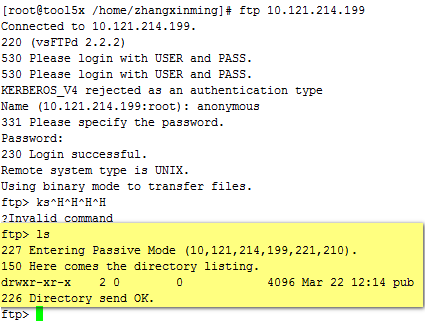 [root@tool5x /home/zhangxinming]# ftp 10.121.214.199
Connected to 10.121.214.199.
220 (vsFTPd 2.2.2)
530 Please login with USER and PASS.
530 Please login with USER and PASS.
KERBEROS_V4 rejected as an authentication type
Name (10.121.214.199:root): anonymous
331 Please specify the password.
Password:
230 Login successful.
Remote system type is UNIX.
Using binary mode to transfer files.
ftp> ks^H^H^H^H
?Invalid command
ftp> ls
227 Entering Passive Mode (10,121,214,199,221,210).
150 Here comes the directory listing.
drwxr-xr-x    2 0        0            4096 Mar 22 12:14 pub
226 Directory send OK.
ftp>